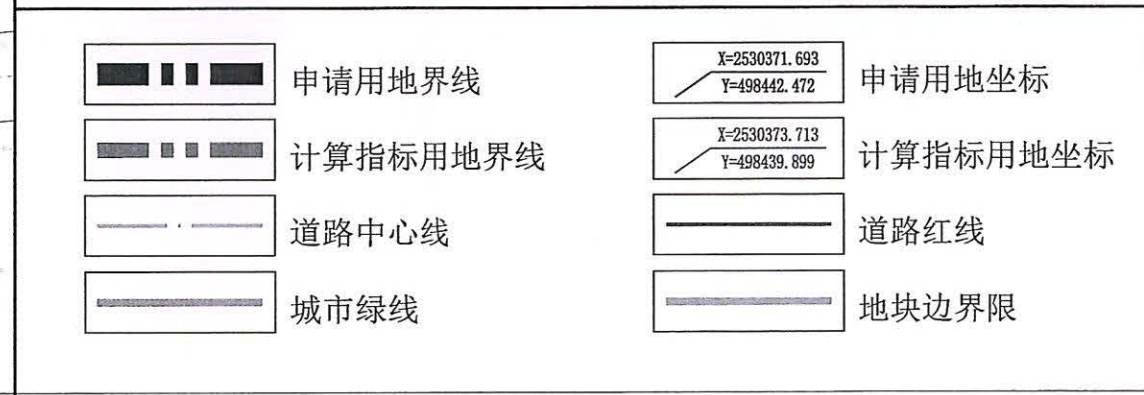 申请用地界线
X=2530371.693
Y=498442.472
申请用地坐标
计算指标用地界线
X=2530373.713
Y=498439.899
计算指标用地坐标
道路中心线
道路红线
城市绿线
地块边界限